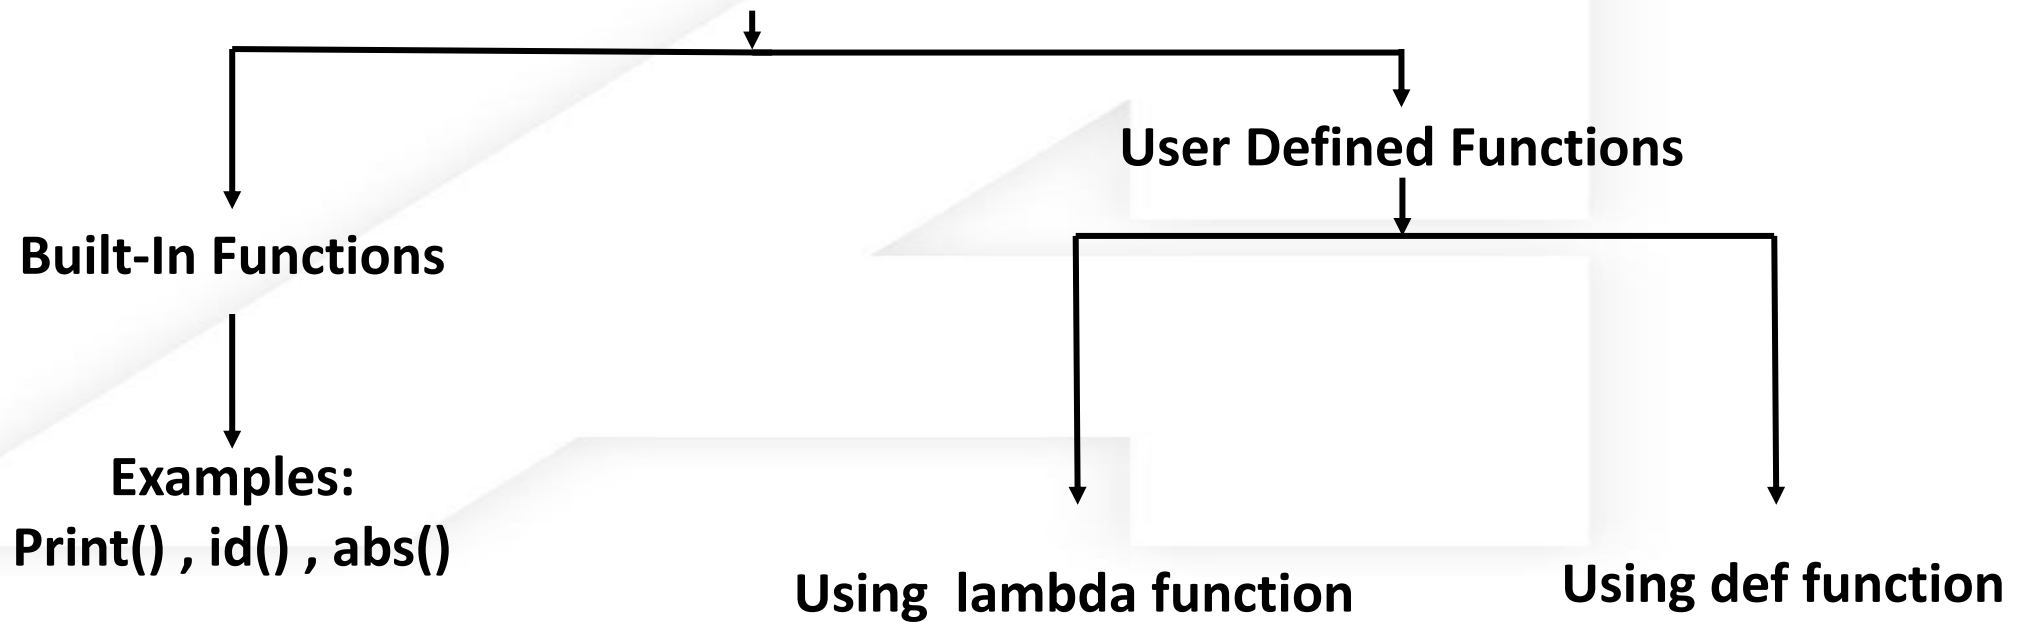 User Defined Functions
Built-In Functions
Examples:
Print() , id() , abs()
Using  lambda function
Using def function